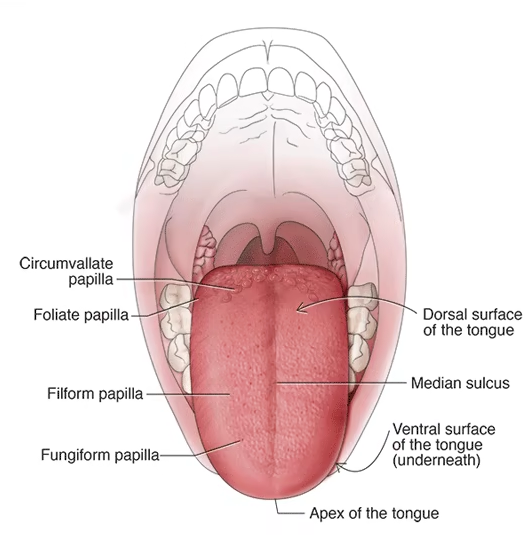 Circumvallate
papilla
Foliate papilla
Filform papilla
Fungiform papilla
Dorsal surface
of the tongue
Median sulcus
Ventral surface
of the tongue
(underneath)
Apex of the tongue